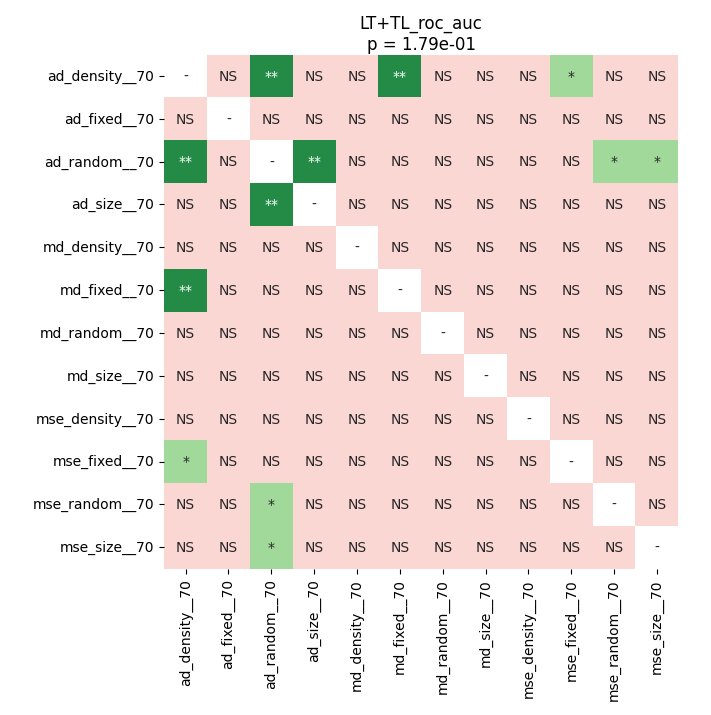 LT+TL_roc_auc
p = 1.79e-01
ad_density__70 - NS ** NS NS ** NS NS NS * NS NS
ad_fixed__70 NS - NS NS NS NS NS NS NS NS NS NS
ad_random__70 ** NS - ** NS NS NS NS NS NS * *
ad_size__70 NS NS ** - NS NS NS NS NS NS NS NS
md_density__70 NS NS NS NS - NS NS NS NS NS NS NS
md_fixed__70 ** NS NS NS NS - NS NS NS NS NS NS
md_random__70 NS NS NS NS NS NS - NS NS NS NS NS
md_size__70 NS NS NS NS NS NS NS - NS NS NS NS
mse_density__70 NS NS NS NS NS NS NS NS - NS NS NS
mse_fixed__70 * NS NS NS NS NS NS NS NS - NS NS
mse_random__70 NS NS * NS NS NS NS NS NS NS - NS
mse_size__70 NS NS * NS NS NS NS NS NS NS NS -
ad_density__70
ad_fixed__70
ad_random__70
ad_size__70
md_density__70
md_fixed__70
md_random__70
md_size__70
mse_density__70
mse_fixed__70
mse_random__70
mse_size__70